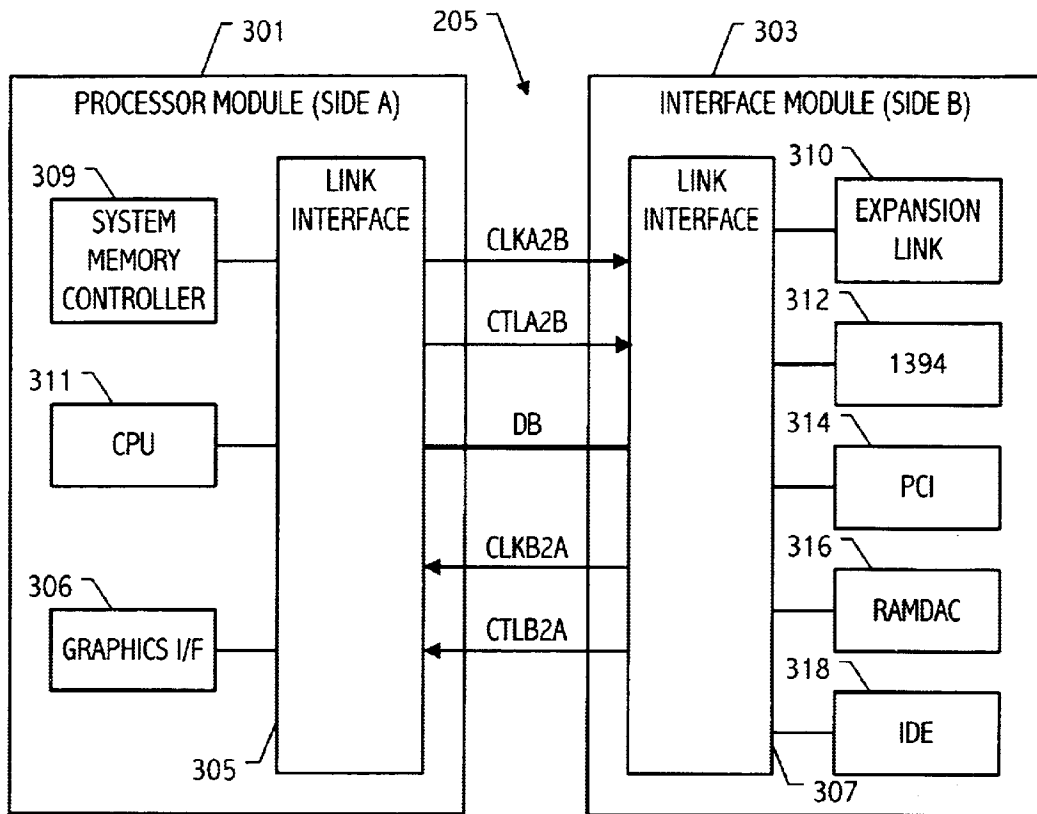 301
205
303
PROCESSOR MODULE (SIDE A)
INTERFACE MODULE (SIDE B)
309
SYSTEM
MEMORY
CONTROLLER
311
CPU
306
GRAPHICS I/F
LINK
INTERFACE
305
CLKA2B
CTLA2B
DB
CLKB2A
CTLB2A
LINK
INTERFACE
307
310
EXPANSION
LINK
312
1394
314
PCI
316
RAMDAC
318
IDE